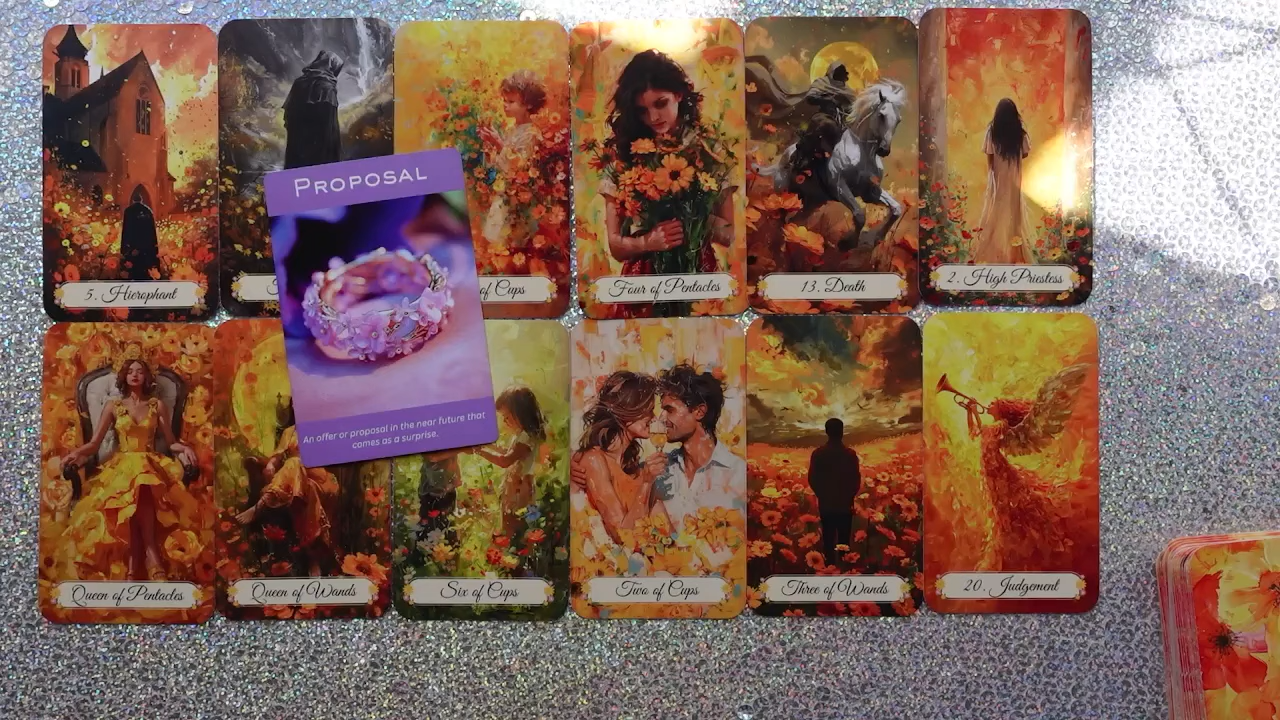 5. Hierophant
of Cups
Four of Pentacles
13. Death
2. High Priestess
PROPOSAL
An offer or proposal in the near future that
comes as a surprise.
Queen of Pentacles
Queen of Wands
Six of Cups
Two of Cups
Three of Wands
20. Judgement